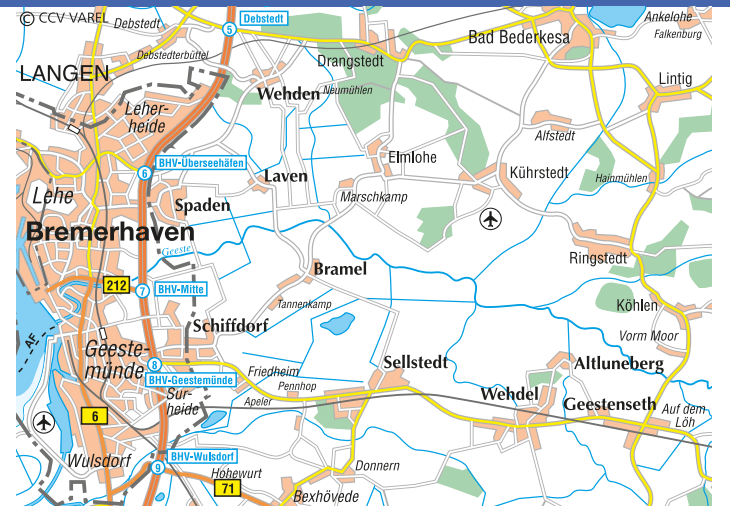 © CCV VAREL
Debstedt
5
Debstedt
Ankelohe
Falkenburg
Bad Bederkesa
Debstedterbüttel
Drangstedt
LANGEN
Lintig
Wehden
Neumühlen
Leher-
heide
Alfstedt
Elmlohe
6
BHV-Überseehäfen
Laven
Kührstedt
Hainmühlen
Lehe
Marschkamp
Spaden
Bremerhaven
Geeste
Ringstedt
Bramel
212
7
BHV-Mitte
Tannenkamp
Köhlen
Schiffdorf
Vorm Moor
AF
Geeste-
münde
8
BHV-Geestemünde
Friedheim
Sellstedt
Altluneberg
Pennhop
Wehdel
Sur-
heide
Apeler
Geestenseth
Auf dem
Löh
6
Wulsdorf
BHV-Wulsdorf
9
Hohewurt
Donnern
71
Bexhövede